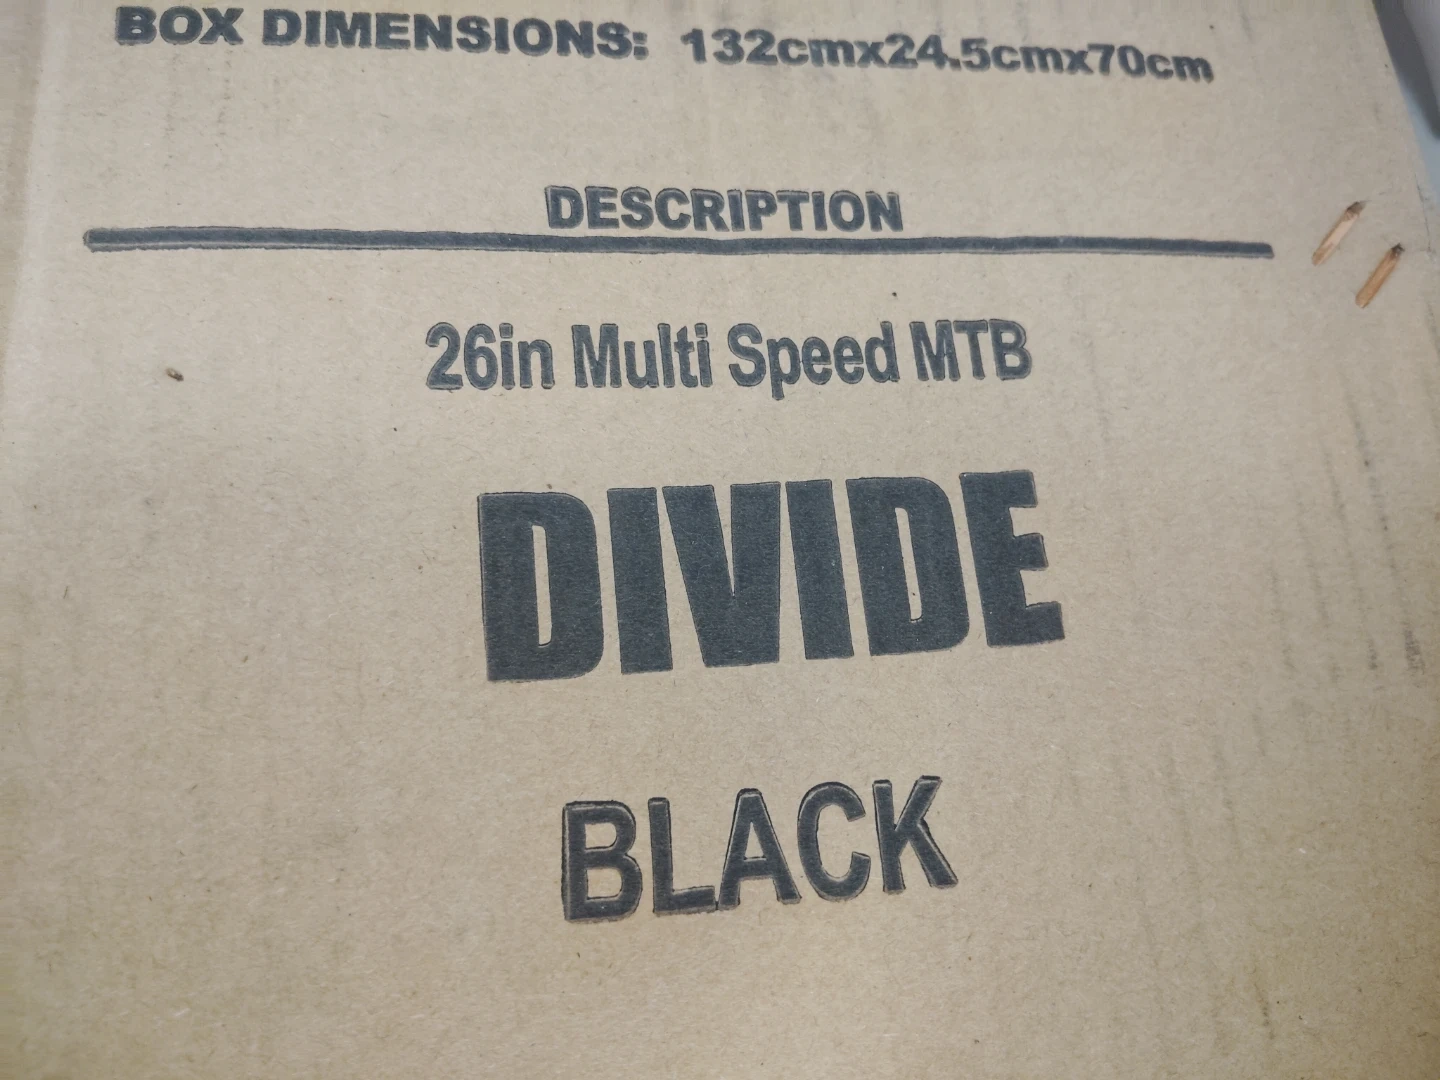 BOX DIMENSIONS: 132cmx24.5cmx70cm
DESCRIPTION
26in Multi Speed MTB
DIVIDE
BLACK